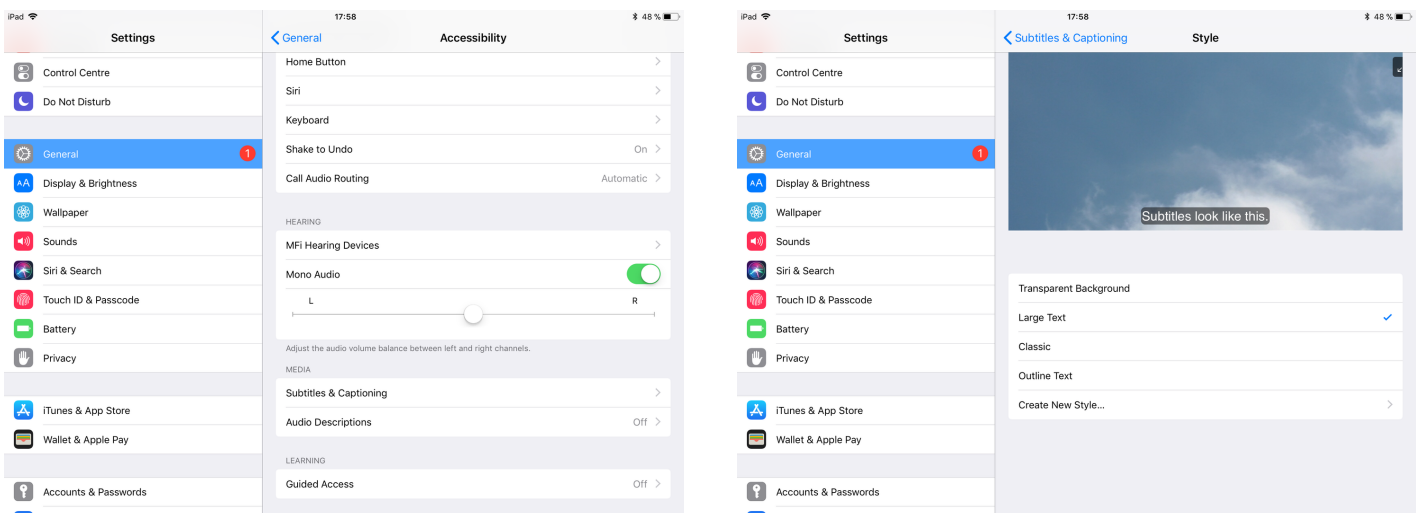 iPad 17:58 48 %
Settings
Control Centre
Do Not Disturb
General 1
AA Display & Brightness
Wallpaper
Sounds
Siri & Search
Touch ID & Passcode
Battery
Privacy
iTunes & App Store
Wallet & Apple Pay
Accounts & Passwords
General Accessibility
Home Button
Siri
Keyboard
Shake to Undo On
Call Audio Routing Automatic
HEARING
MFi Hearing Devices
Mono Audio
L R
Adjust the audio volume balance between left and right channels.
MEDIA
Subtitles & Captioning
Audio Descriptions Off
LEARNING
Guided Access Off
iPad 17:58 48 %
Settings
Control Centre
Do Not Disturb
General 1
AA Display & Brightness
Wallpaper
Sounds
Siri & Search
Touch ID & Passcode
Battery
Privacy
iTunes & App Store
Wallet & Apple Pay
Accounts & Passwords
Subtitles & Captioning Style
Subtitles look like this.
Transparent Background
Large Text
Classic
Outline Text
Create New Style...